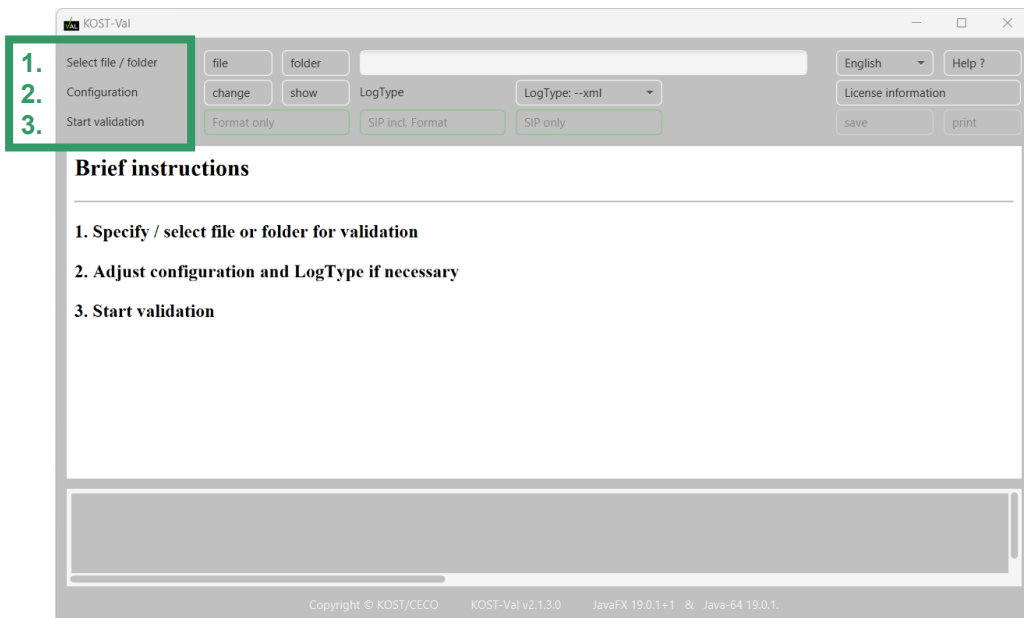 KOST-Val
1. Select file / folder file folder English Help ?
2. Configuration change show LogType LogType: --xml License information
3. Start validation Format only SIP incl. Format SIP only save print
Brief instructions
1. Specify / select file or folder for validation
2. Adjust configuration and LogType if necessary
3. Start validation
Copyright © KOST/CECO KOST-Val v2.1.3.0 JavaFX 19.0.1+1 & Java-64 19.0.1.